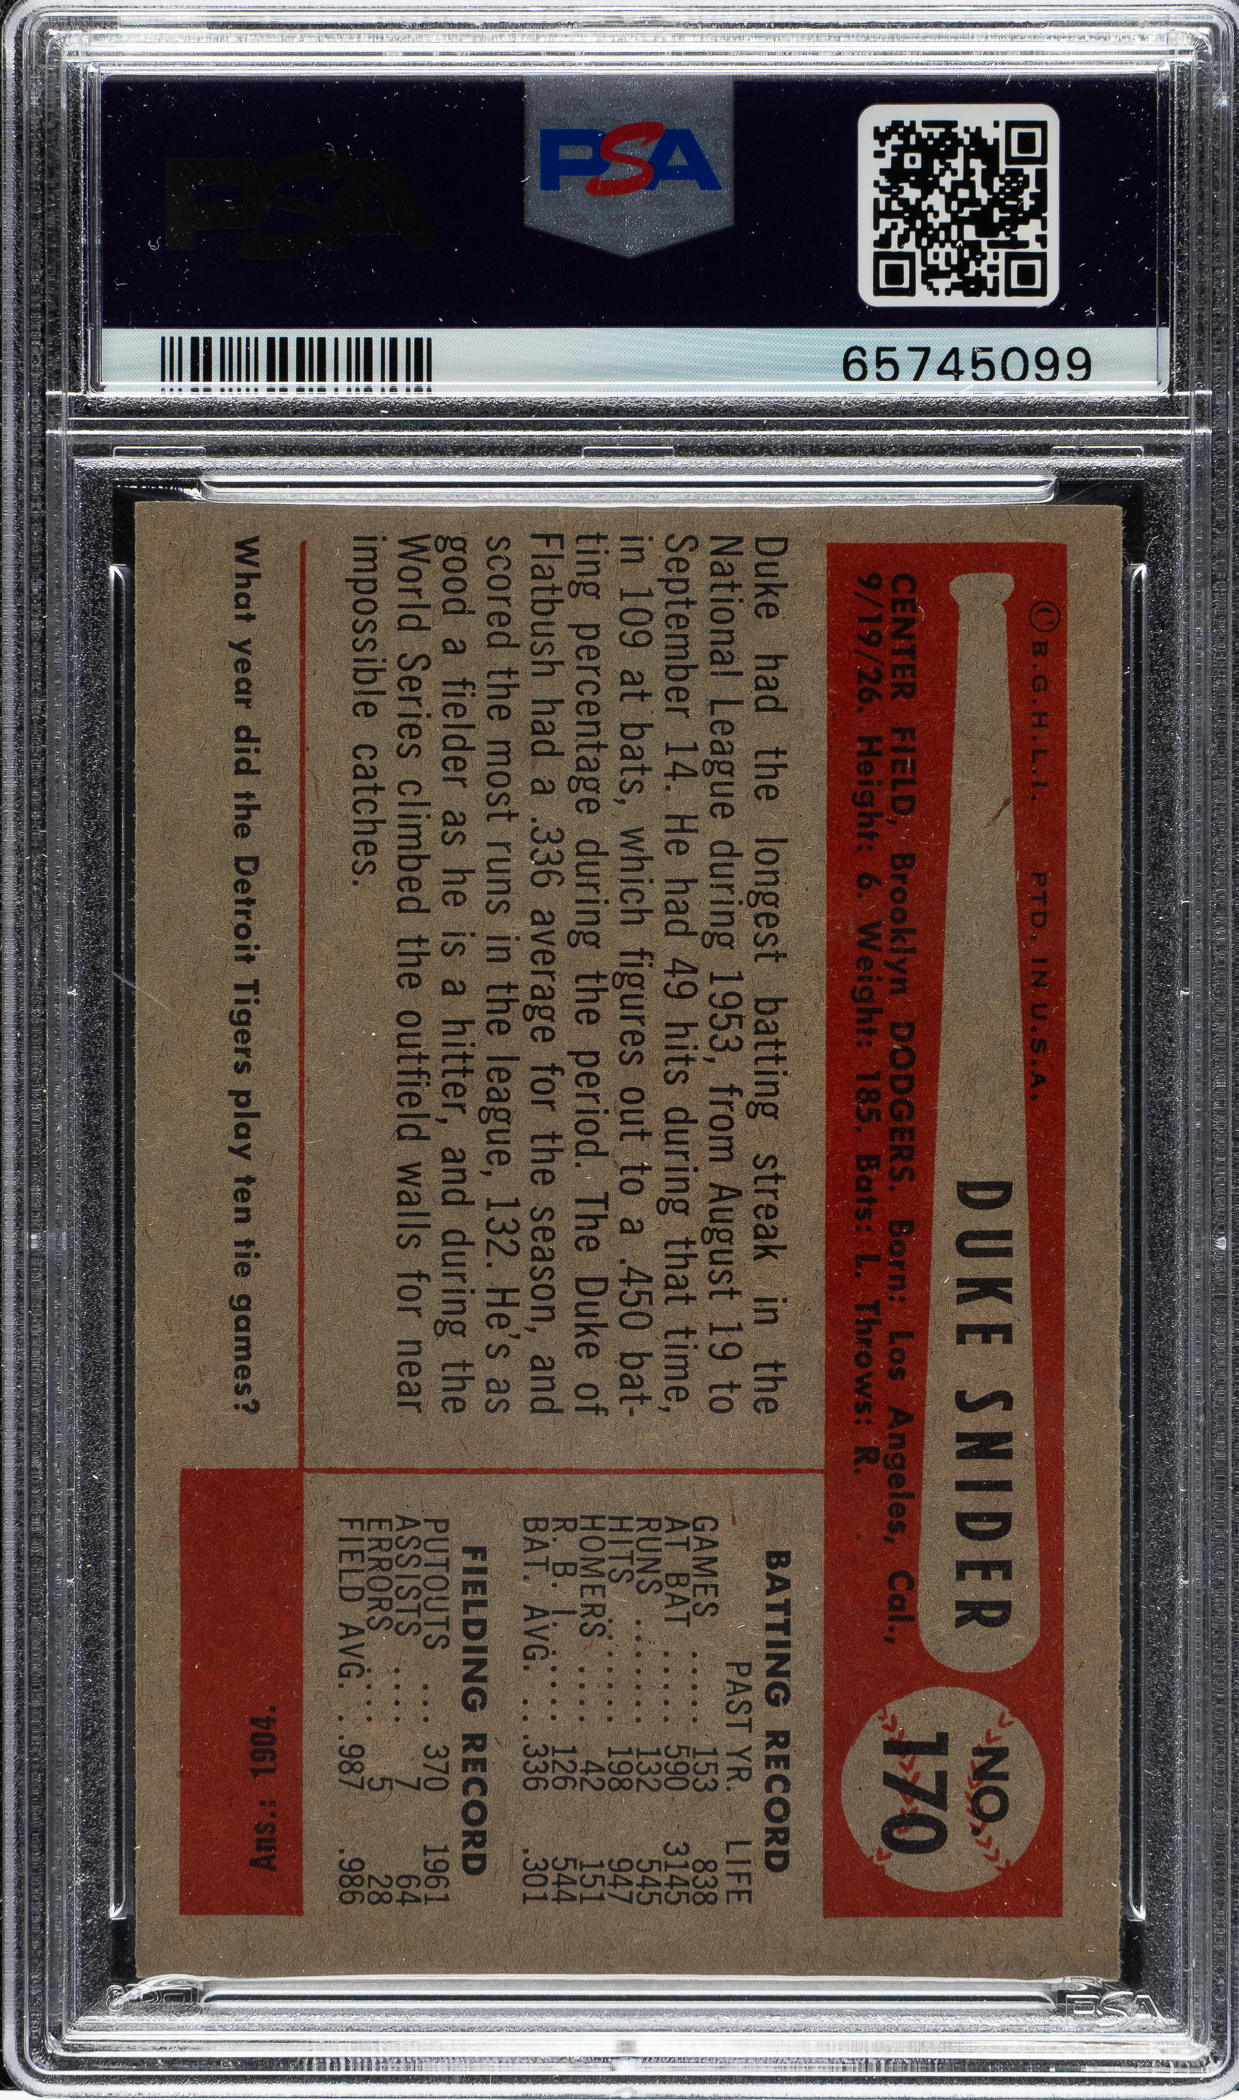 PSA
PSA
65745099
© B.G.H.L.I. PTD. IN U.S.A.
DUKE SNIDER
NO.
170
CENTER FIELD, Brooklyn DODGERS. Born: Los Angeles, Cal.,
9/19/26. Height: 6. Weight: 185. Bats: L. Throws: R.
Duke had the longest batting streak in the
National League during 1953, from August 19 to
September 14. He had 49 hits during that time,
in 109 at bats, which figures out to a .450 bat-
ting percentage during the period. The Duke of
Flatbush had a .336 average for the season, and
scored the most runs in the league, 132. He's as
good a fielder as he is a hitter, and during the
World Series climbed the outfield walls for near
impossible catches.
BATTING RECORD
PAST YR. LIFE
GAMES ..... 153 838
AT BAT ..... 590 3145
RUNS ...... 132 545
HITS ...... 198 947
HOMERS .... 42 151
R. B. I. .... 126 544
BAT. AVG. ...336 .301
FIELDING RECORD
PUTOUTS ... 370 1961
ASSISTS .... 7 64
ERRORS .... 5 28
FIELD AVG. ..987 .986
What year did the Detroit Tigers play ten tie games?
Ans.: 1904.
PSA